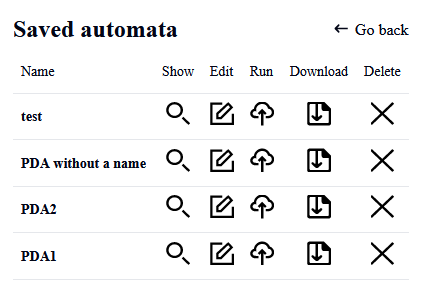 Saved automata
← Go back
Name Show Edit Run Download Delete
test
PDA without a name
PDA2
PDA1